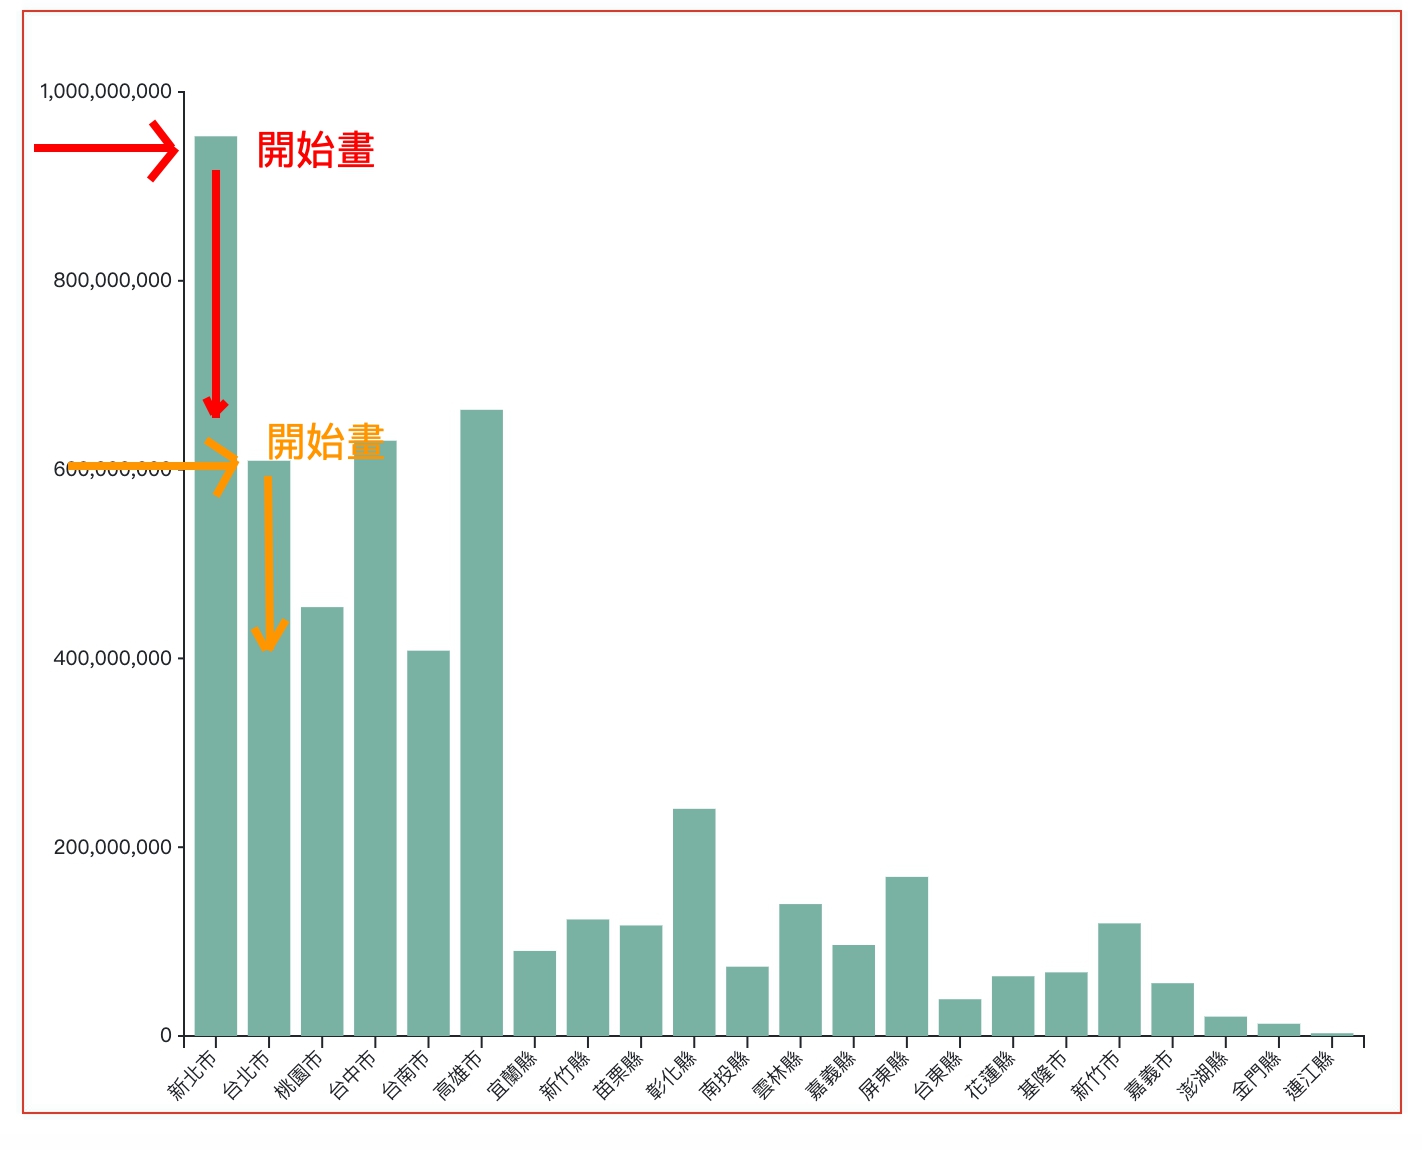 1,000,000,000
開始畫
800,000,000
開始畫
600,000,000
400,000,000
200,000,000
0
新北市
台北市
桃園市
台中市
台南市
高雄市
宜蘭縣
新竹縣
苗栗縣
彰化縣
南投縣
雲林縣
嘉義縣
屏東縣
台東縣
花蓮縣
基隆市
新竹市
嘉義市
澎湖縣
金門縣
連江縣